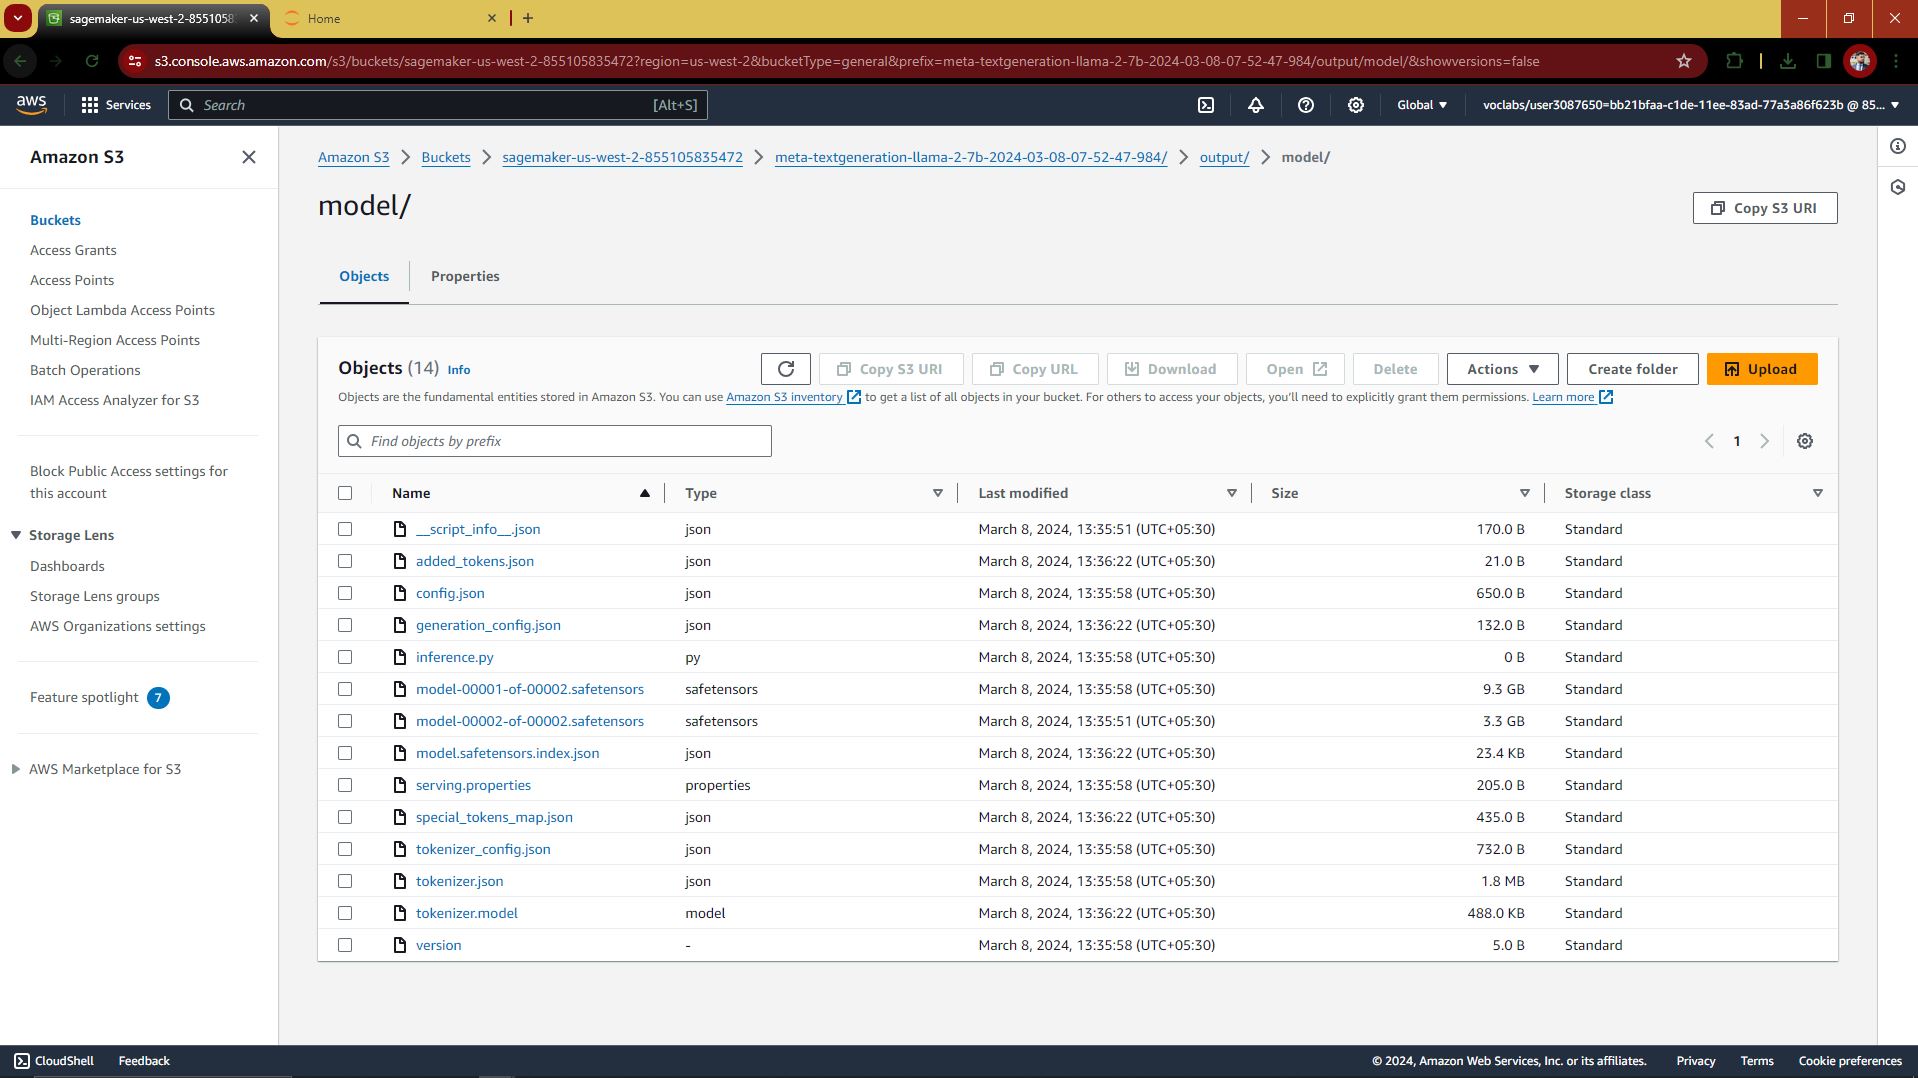 sagemaker-us-west-2-8551058
Home
s3.console.aws.amazon.com/s3/buckets/sagemaker-us-west-2-855105835472?region=us-west-2&bucketType=general&prefix=meta-textgeneration-llama-2-7b-2024-03-08-07-52-47-984/output/model/&showversions=false
aws
Services
Search
[Alt+S]
Global
voclabs/user3087650=bb21bfaa-c1de-11ee-83ad-77a3a86f623b @ 85...
Amazon S3
Buckets
Access Grants
Access Points
Object Lambda Access Points
Multi-Region Access Points
Batch Operations
IAM Access Analyzer for S3
Block Public Access settings for
this account
Storage Lens
Dashboards
Storage Lens groups
AWS Organizations settings
Feature spotlight 7
AWS Marketplace for S3
Amazon S3 > Buckets > sagemaker-us-west-2-855105835472 > meta-textgeneration-llama-2-7b-2024-03-08-07-52-47-984/ > output/ > model/
model/
Copy S3 URI
Objects Properties
Objects (14) Info
Copy S3 URI Copy URL Download Open Delete Actions Create folder Upload
Objects are the fundamental entities stored in Amazon S3. You can use Amazon S3 inventory to get a list of all objects in your bucket. For others to access your objects, you'll need to explicitly grant them permissions. Learn more
Find objects by prefix
1
Name Type Last modified Size Storage class
__script_info__.json json March 8, 2024, 13:35:51 (UTC+05:30) 170.0 B Standard
added_tokens.json json March 8, 2024, 13:36:22 (UTC+05:30) 21.0 B Standard
config.json json March 8, 2024, 13:35:58 (UTC+05:30) 650.0 B Standard
generation_config.json json March 8, 2024, 13:36:22 (UTC+05:30) 132.0 B Standard
inference.py py March 8, 2024, 13:35:58 (UTC+05:30) 0 B Standard
model-00001-of-00002.safetensors safetensors March 8, 2024, 13:35:58 (UTC+05:30) 9.3 GB Standard
model-00002-of-00002.safetensors safetensors March 8, 2024, 13:35:51 (UTC+05:30) 3.3 GB Standard
model.safetensors.index.json json March 8, 2024, 13:36:22 (UTC+05:30) 23.4 KB Standard
serving.properties properties March 8, 2024, 13:35:58 (UTC+05:30) 205.0 B Standard
special_tokens_map.json json March 8, 2024, 13:36:22 (UTC+05:30) 435.0 B Standard
tokenizer_config.json json March 8, 2024, 13:35:58 (UTC+05:30) 732.0 B Standard
tokenizer.json json March 8, 2024, 13:35:58 (UTC+05:30) 1.8 MB Standard
tokenizer.model model March 8, 2024, 13:36:22 (UTC+05:30) 488.0 KB Standard
version - March 8, 2024, 13:35:58 (UTC+05:30) 5.0 B Standard
CloudShell Feedback
© 2024, Amazon Web Services, Inc. or its affiliates. Privacy Terms Cookie preferences